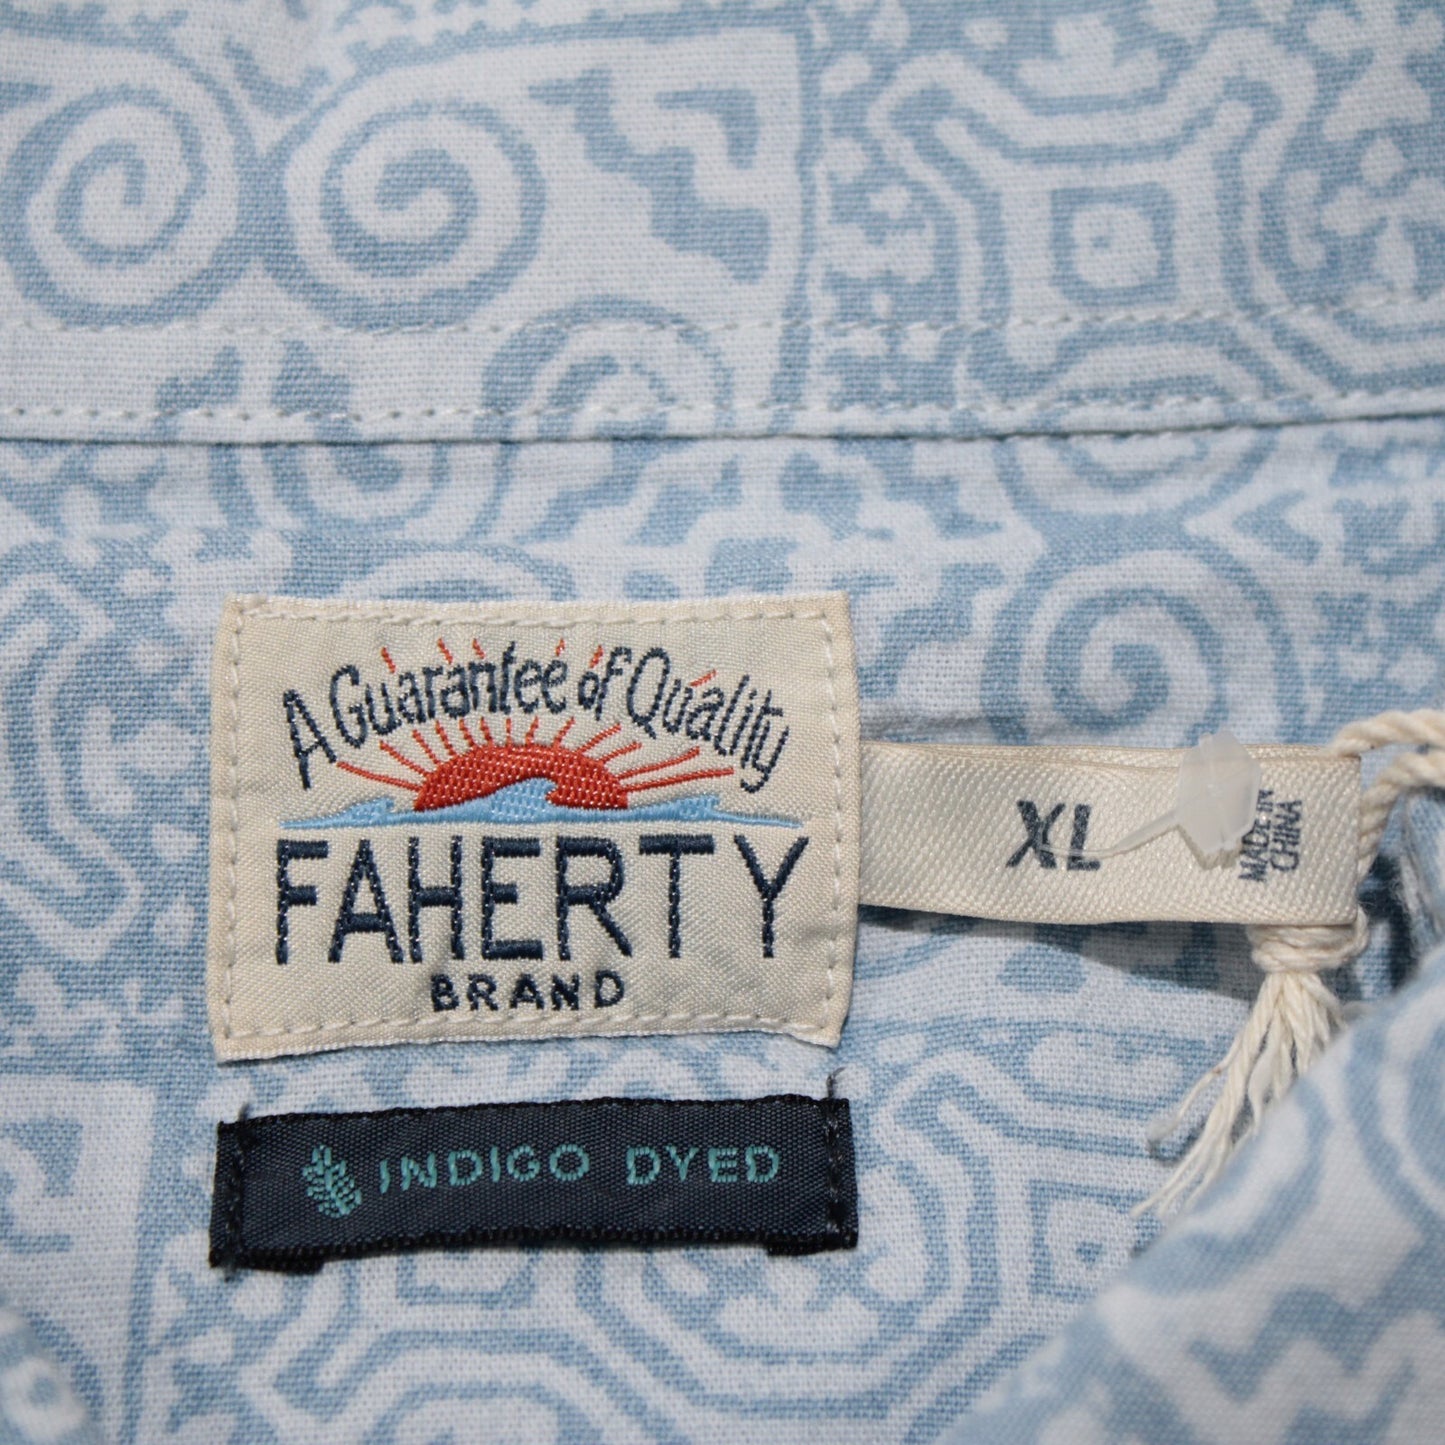 A Guarantee of Quality
FAHERTY
BRAND
XL
MADE IN
CHINA
INDIGO DYED